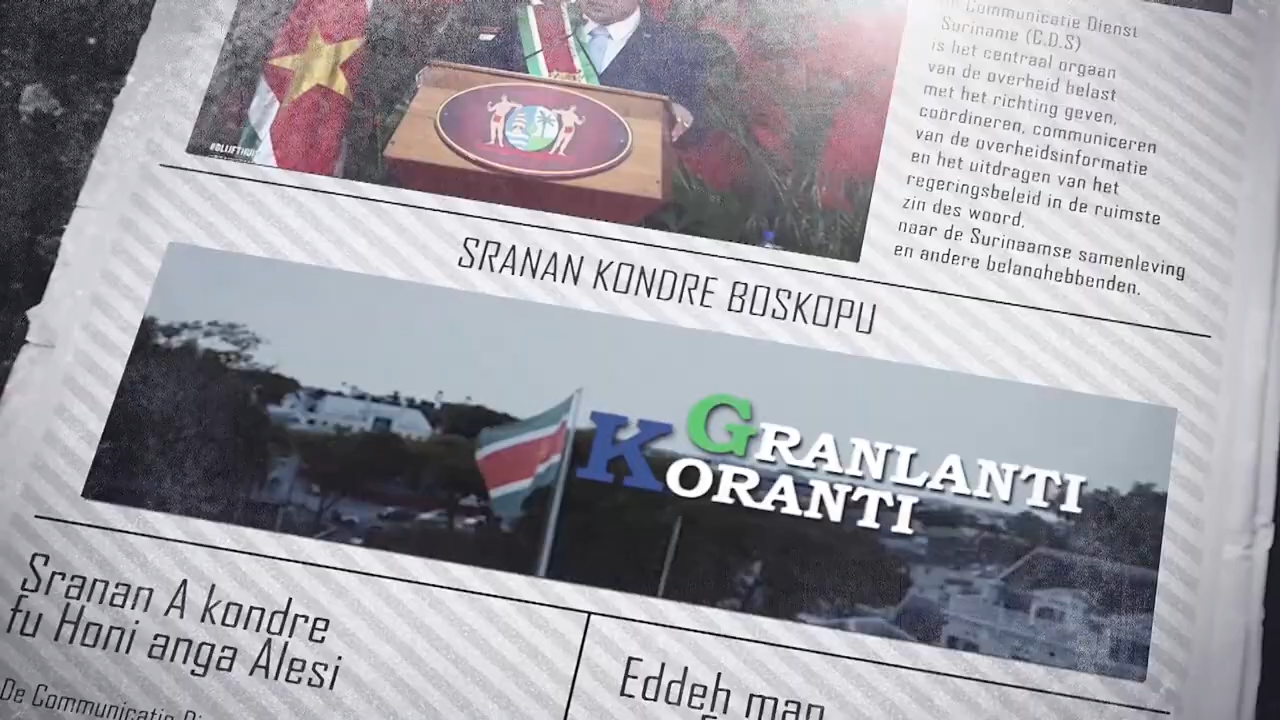 Communicatie Dienst
Suriname (C.D.S)
is het centraal orgaan
van de overheid belast
met het richting geven,
coördineren, communiceren
van de overheidsinformatie
en het uitdragen van het
regeringsbeleid in de ruimste
zin des woord.
naar de Surinaamse samenleving
en andere belanghebbenden.
SRANAN KONDRE BOSKOPU
GRANLANTI
KORANTI
Sranan A kondre
fu Honi anga Alesi
De Communicatie
Eddeh man